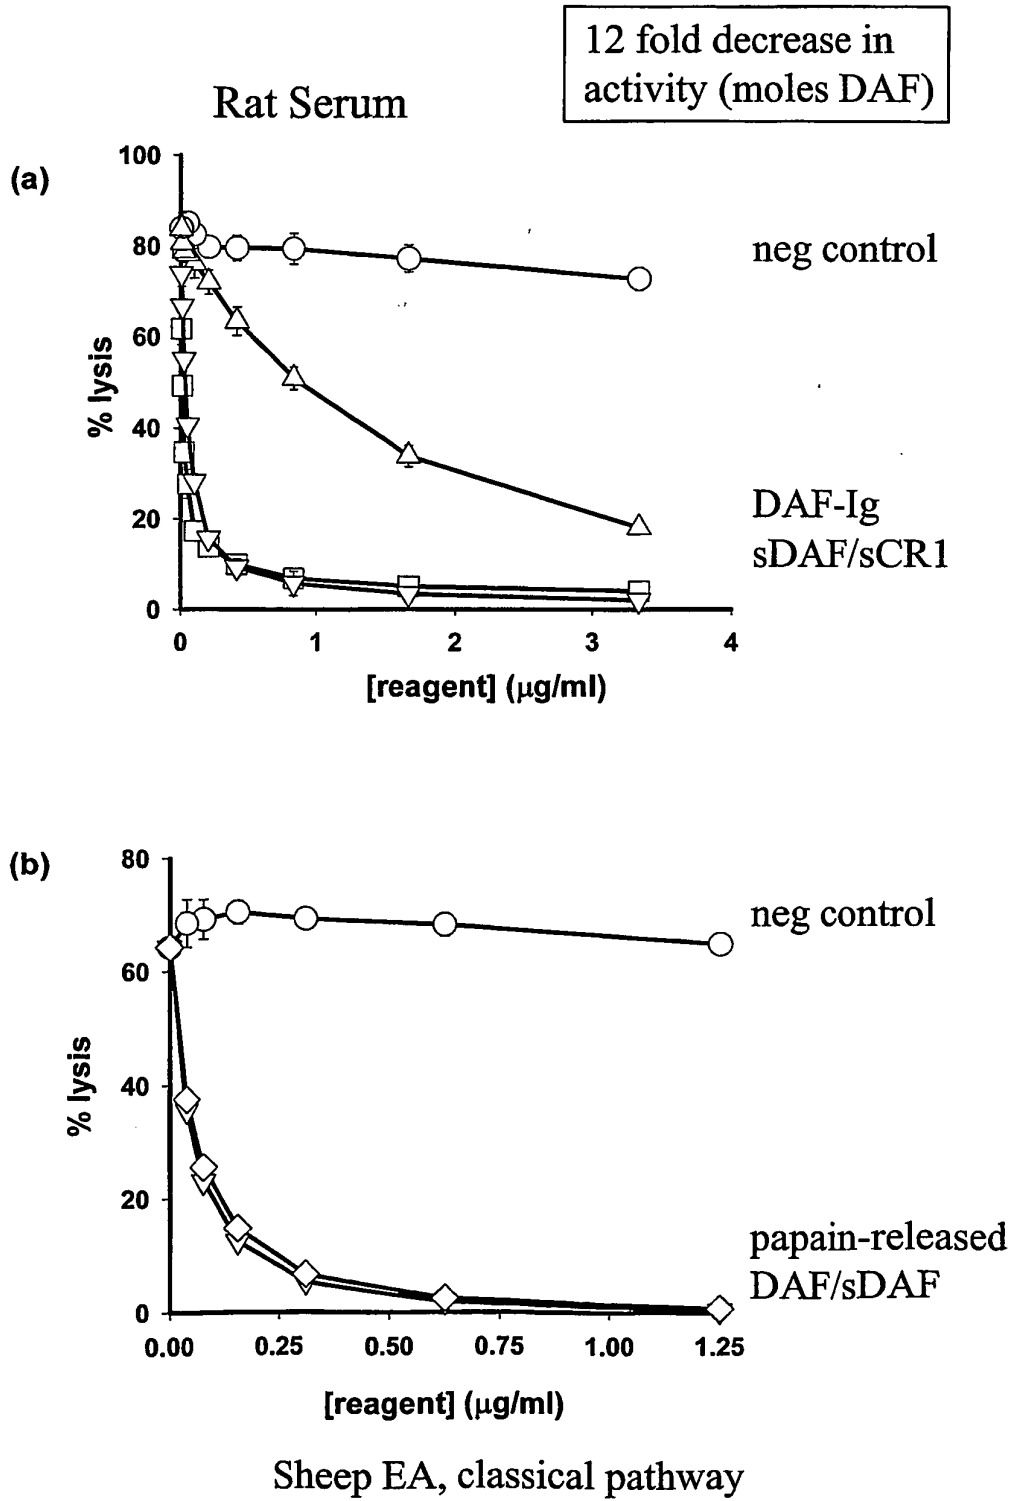 12 fold decrease in
activity (moles DAF)
Rat Serum
(a)
100
80
60
40
20
0
% lysis
0 1 2 3 4
[reagent] (µg/ml)
neg control
DAF-Ig
sDAF/sCR1
(b)
80
60
40
20
0
% lysis
0.00 0.25 0.50 0.75 1.00 1.25
[reagent] (µg/ml)
neg control
papain-released
DAF/sDAF
Sheep EA, classical pathway